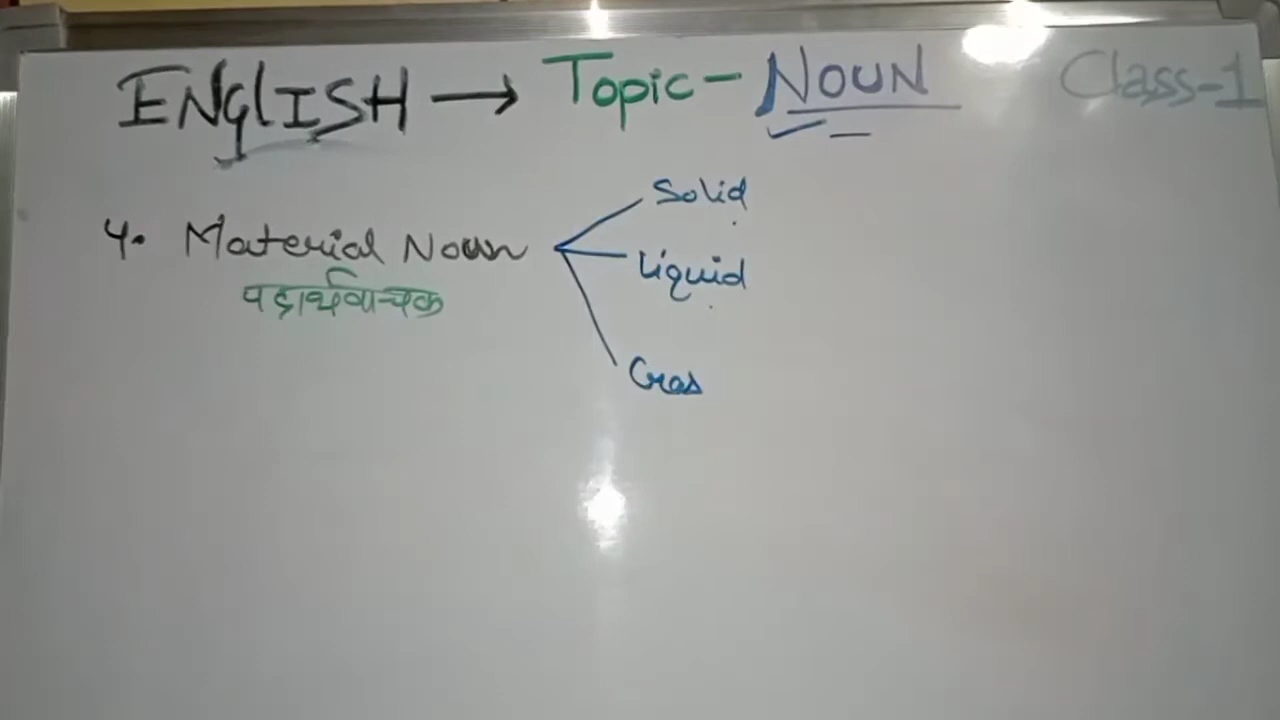 ENglISH → Topic - NOUN Class-1
4. Material Noun
पदार्थवाचक
Solid
Liquid
Gas